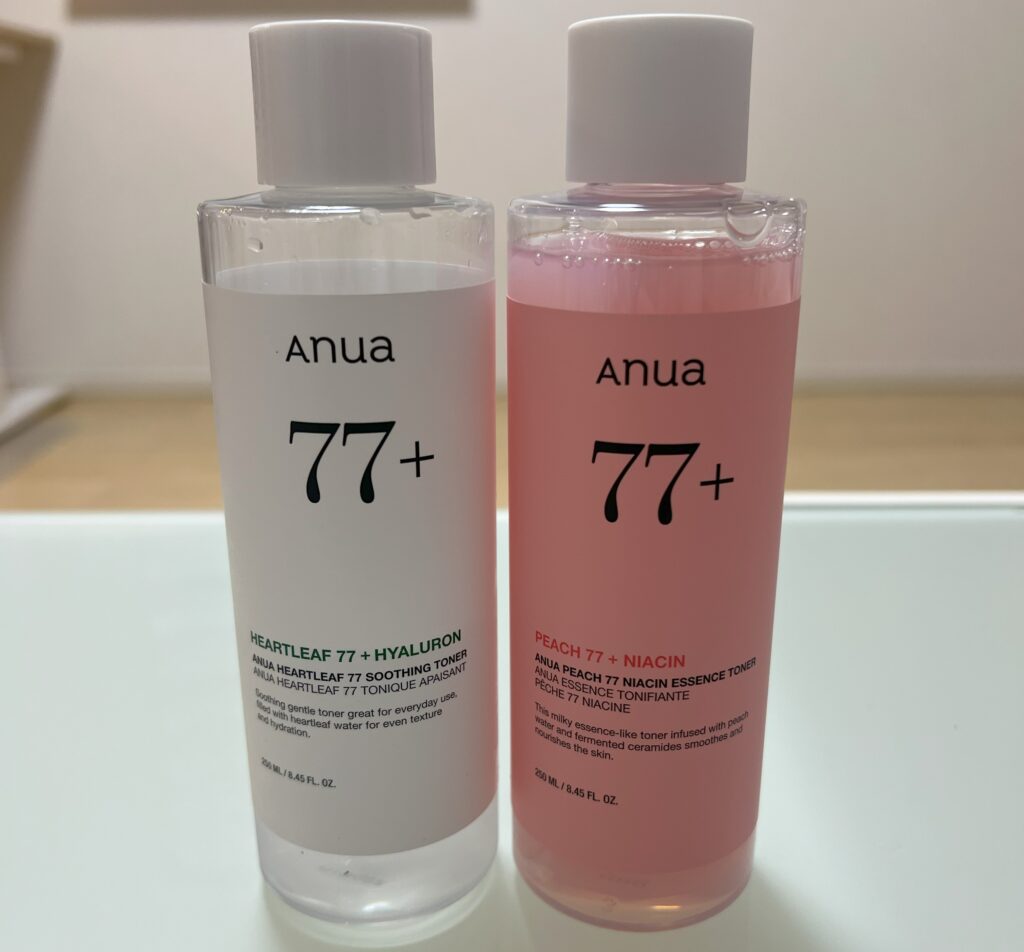 Anua
77+
HEARTLEAF 77 + HYALURON
ANUA HEARTLEAF 77 SOOTHING TONER
ANUA HEARTLEAF 77 TONIQUE APAISANT
Soothing gentle toner great for everyday use,
filled with heartleaf water for even texture
and hydration.
250 ML / 8.45 FL. OZ.
Anua
77+
PEACH 77 + NIACIN
ANUA PEACH 77 NIACIN ESSENCE TONER
ANUA ESSENCE TONIFIANTE
PÊCHE 77 NIACINE
This milky essence-like toner infused with peach
water and fermented ceramides smoothes and
nourishes the skin.
250 ML / 8.45 FL. OZ.